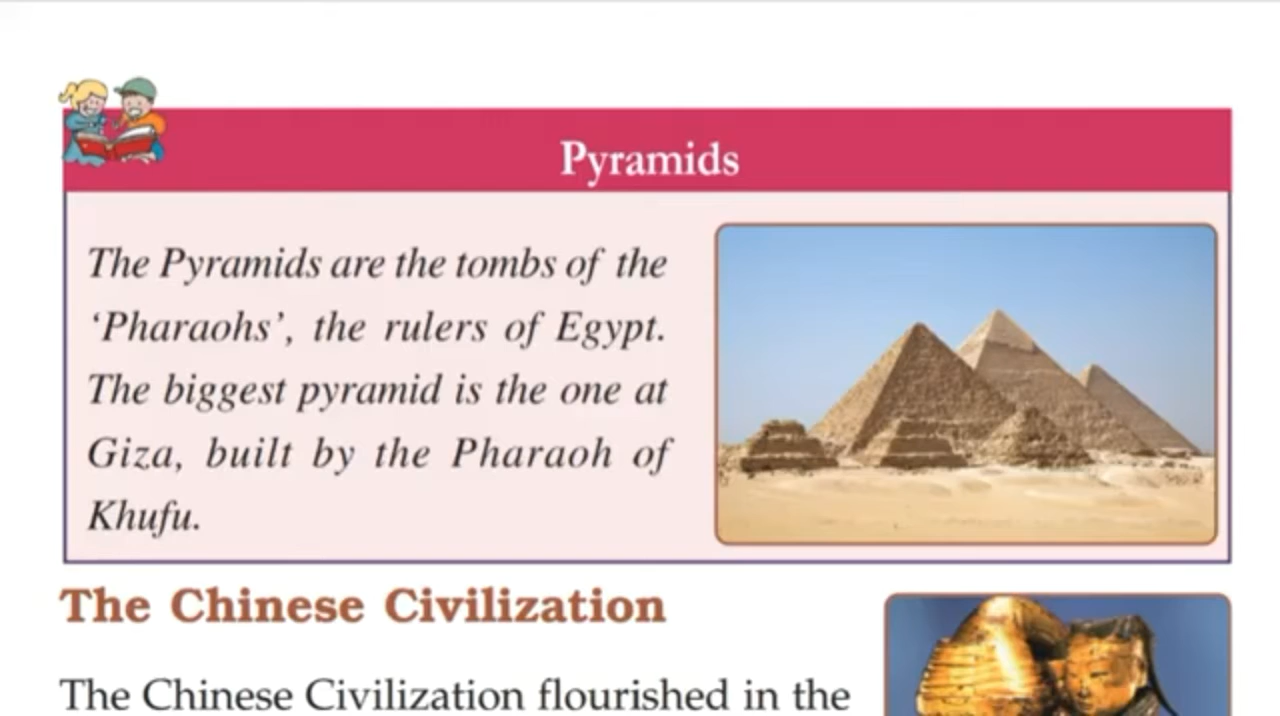 Pyramids
The Pyramids are the tombs of the
‘Pharaohs’, the rulers of Egypt.
The biggest pyramid is the one at
Giza, built by the Pharaoh of
Khufu.
The Chinese Civilization
The Chinese Civilization flourished in the